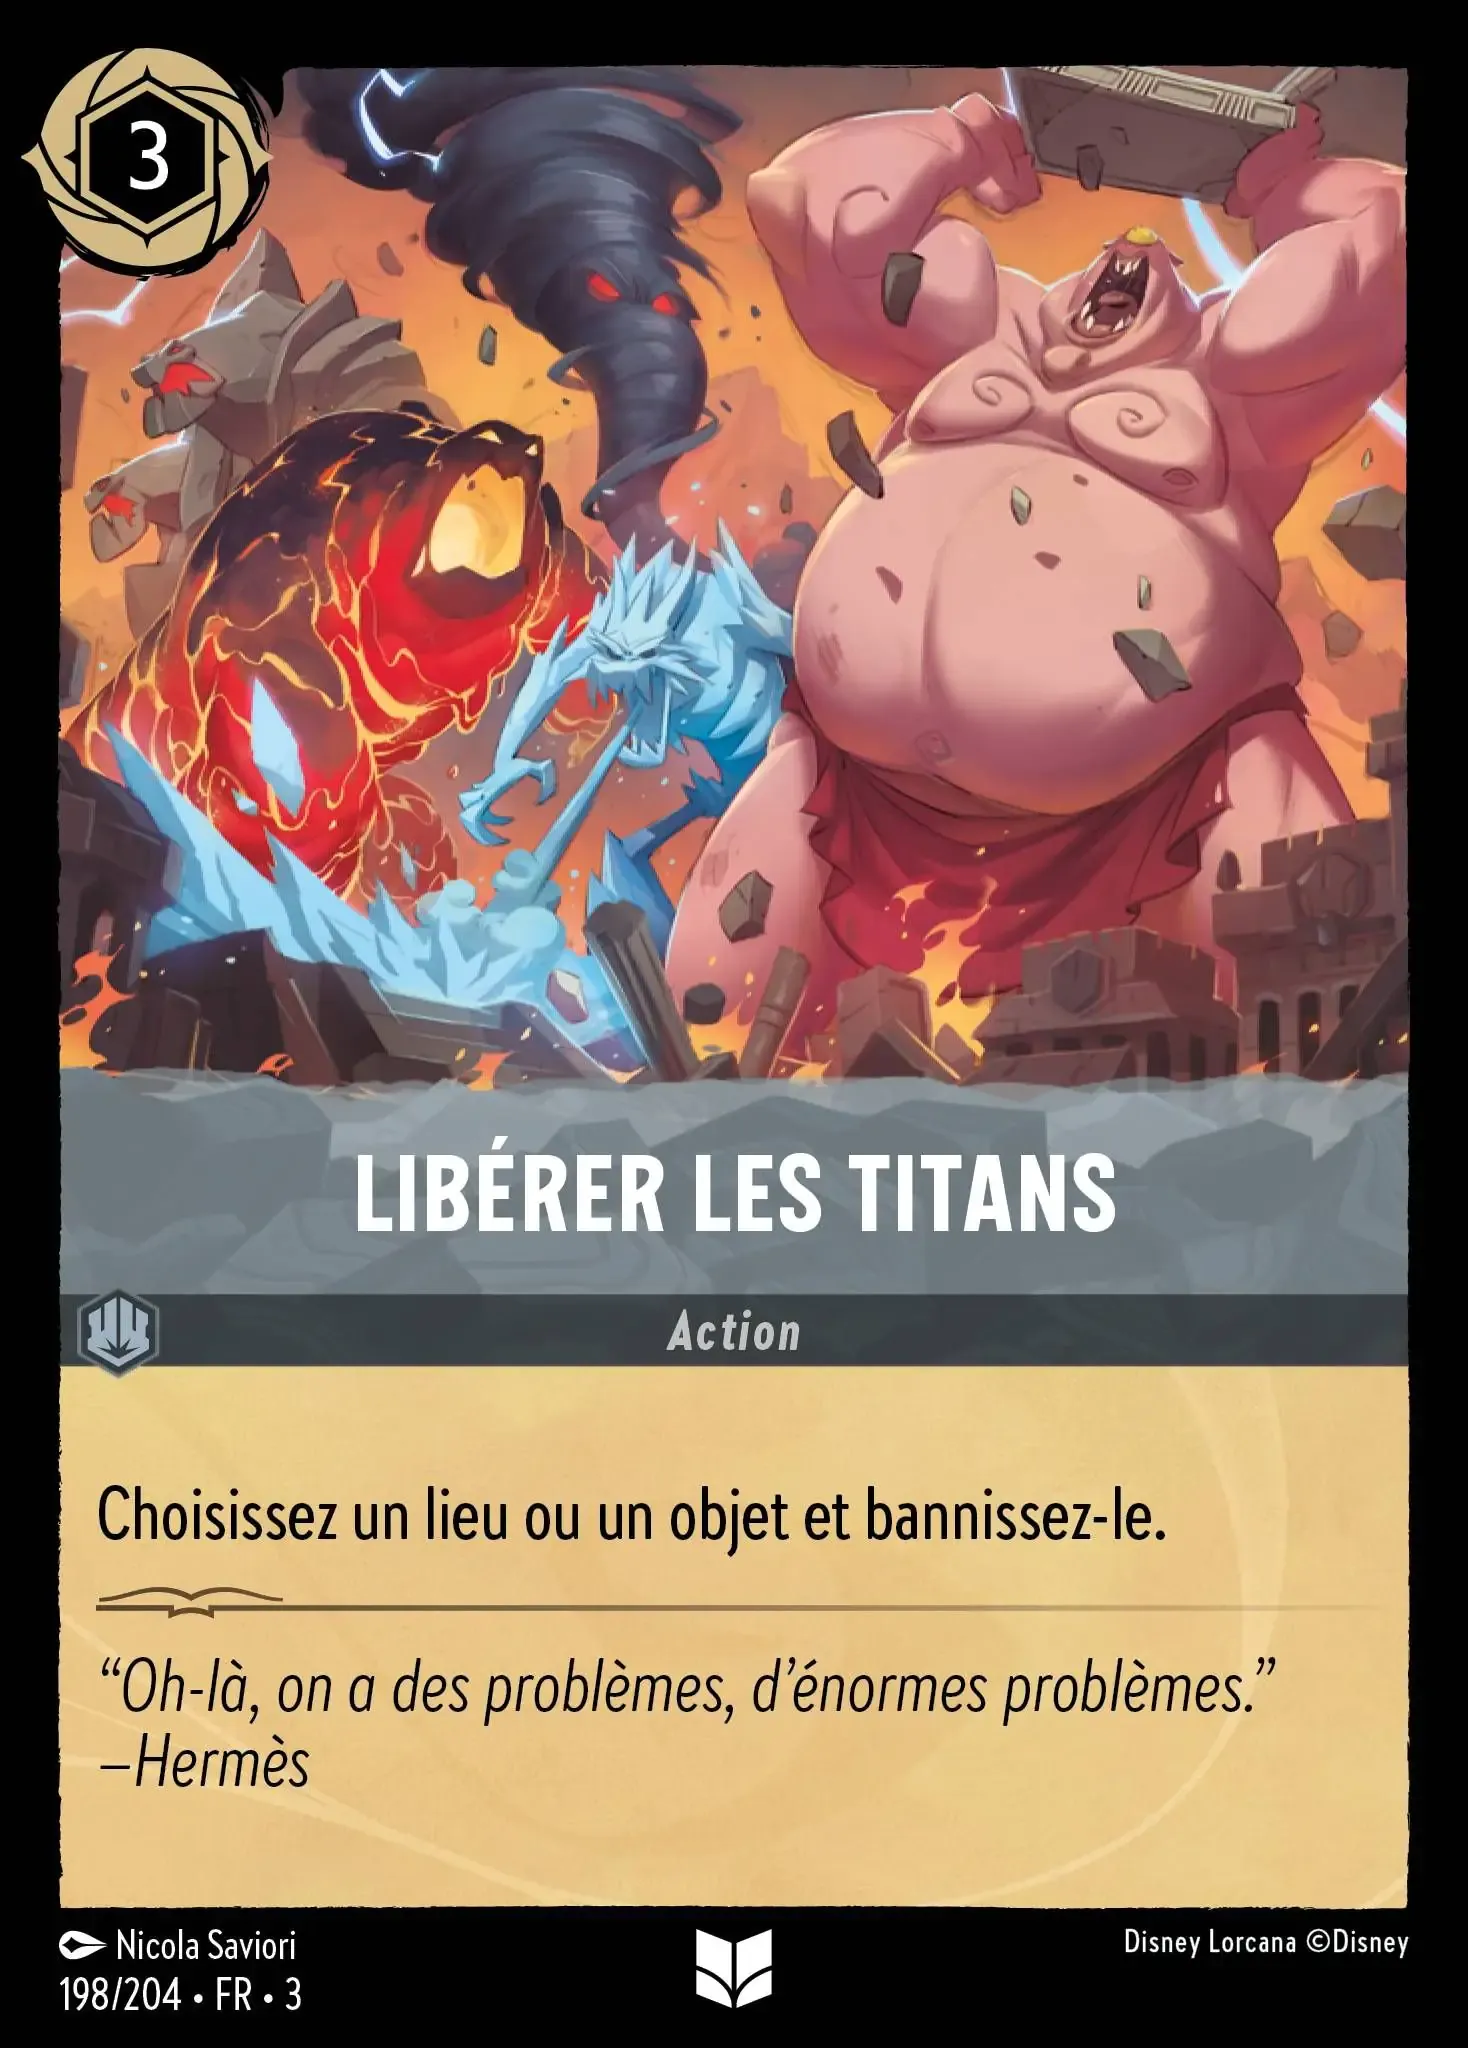 3
LIBÉRER LES TITANS
Action
Choisissez un lieu ou un objet et bannissez-le.
“Oh-là, on a des problèmes, d’énormes problèmes.”
–Hermès
Nicola Saviori
Disney Lorcana ©Disney
198/204 • FR • 3